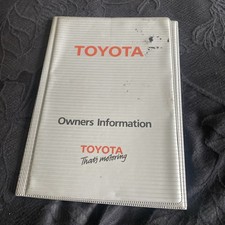 TOYOTA
Owners Information
TOYOTA
That's motoring